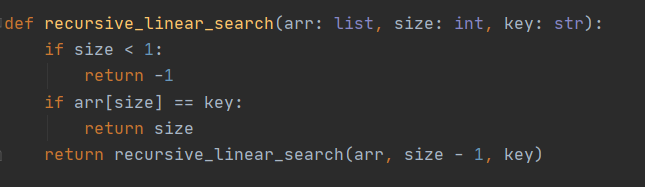 def recursive_linear_search(arr: list, size: int, key: str):
    if size < 1:
        return -1
    if arr[size] == key:
        return size
    return recursive_linear_search(arr, size - 1, key)